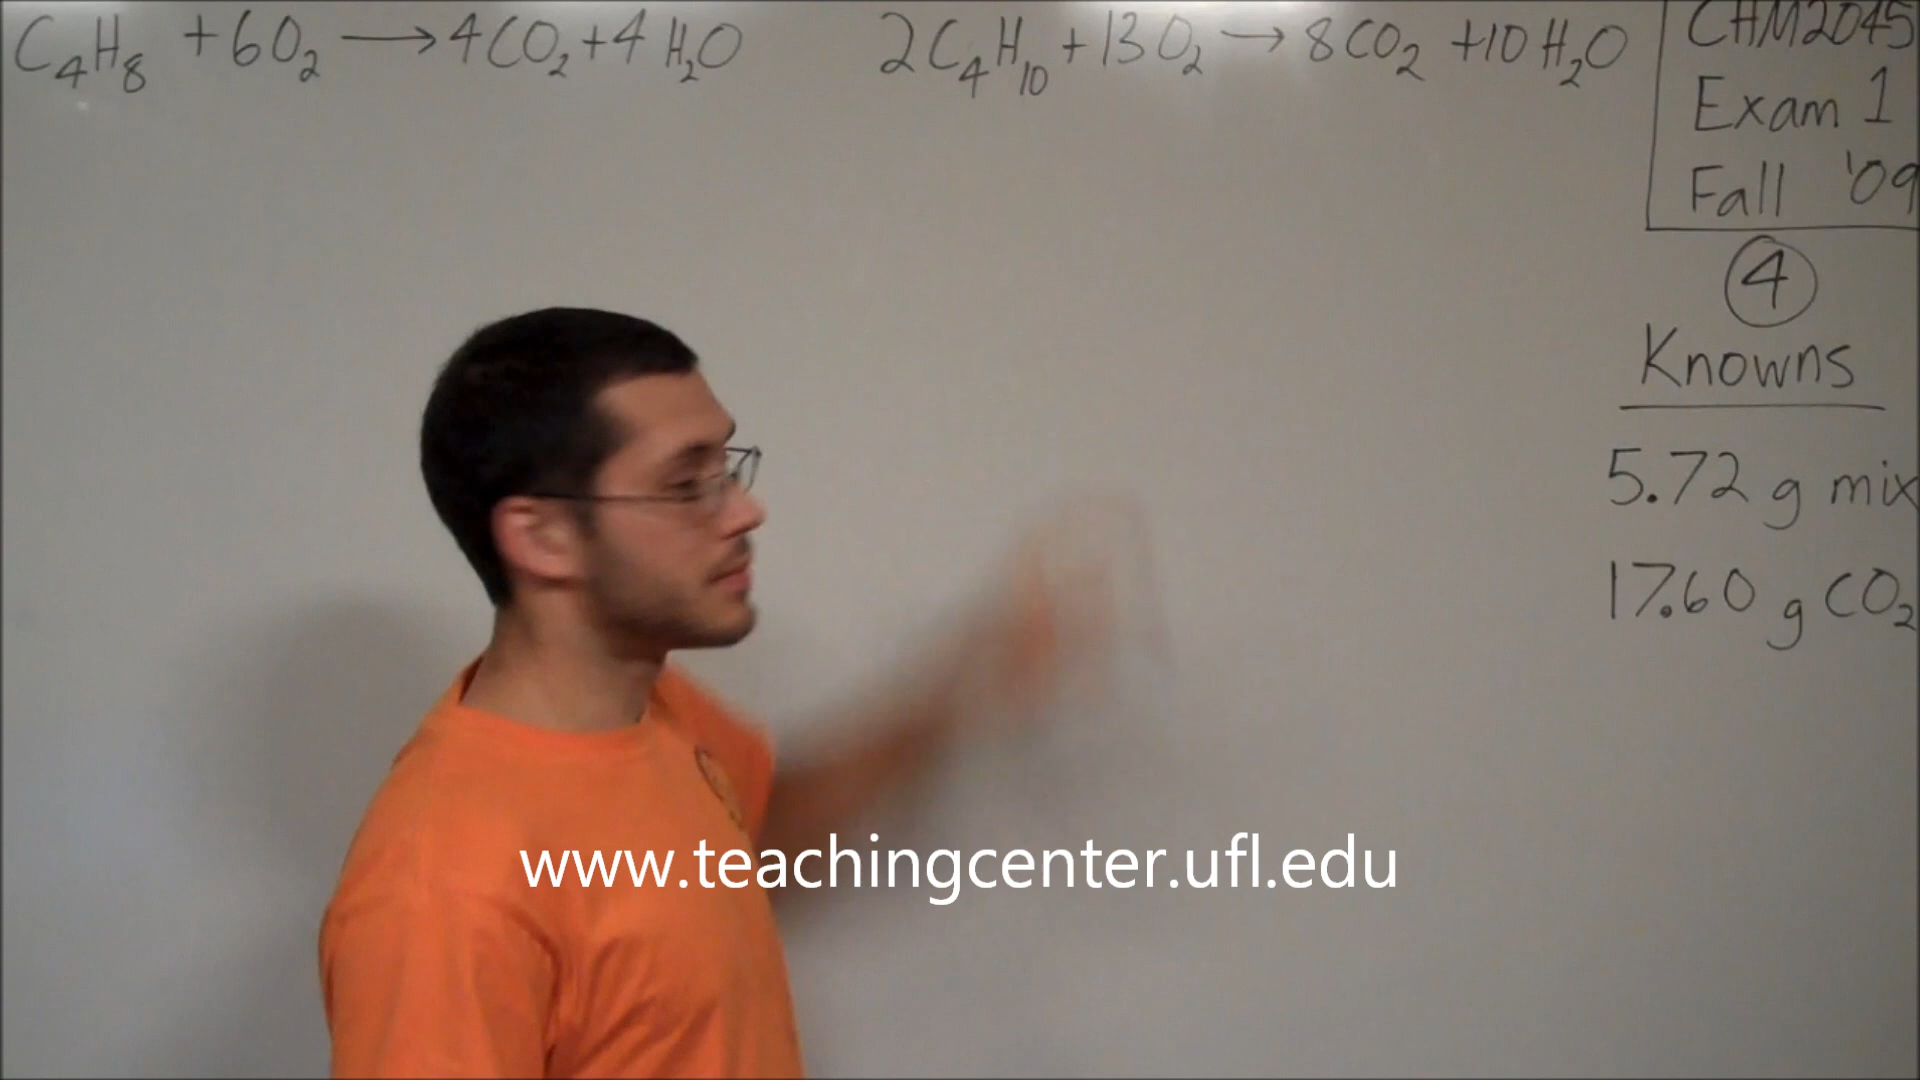 C₄H₈ + 6O₂ → 4CO₂ + 4H₂O
2C₄H₁₀ + 13O₂ → 8CO₂ + 10H₂O
CHM2045
Exam 1
Fall '09
4
Knowns
5.72 g mix
17.60 g CO₂
www.teachingcenter.ufl.edu